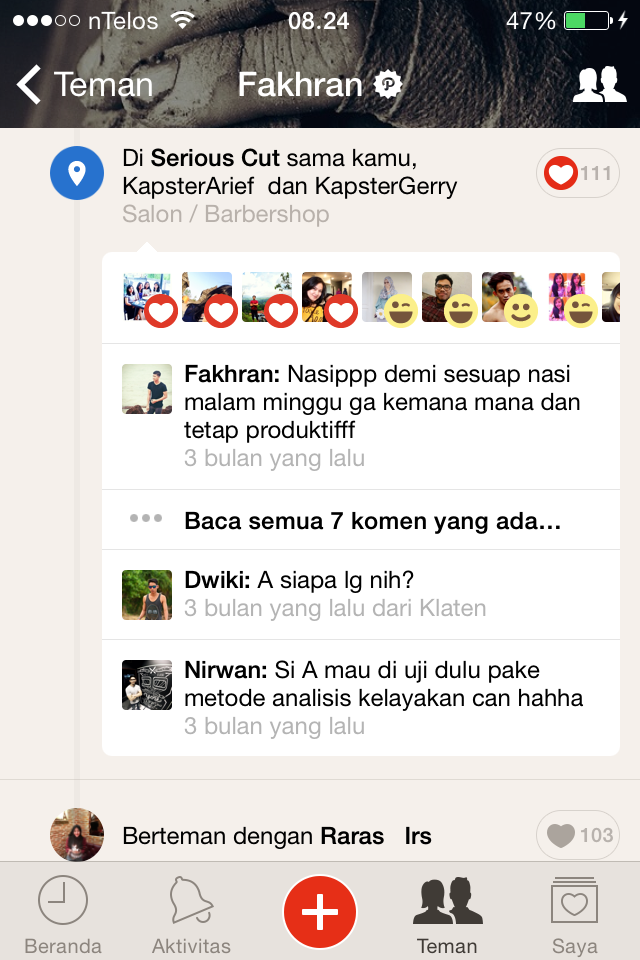 nTelos 08.24 47%
Teman Fakhran
Di Serious Cut sama kamu,
KapsterArief dan KapsterGerry
Salon / Barbershop
111
Fakhran: Nasippp demi sesuap nasi
malam minggu ga kemana mana dan
tetap produktifff
3 bulan yang lalu
Baca semua 7 komen yang ada...
Dwiki: A siapa lg nih?
3 bulan yang lalu dari Klaten
Nirwan: Si A mau di uji dulu pake
metode analisis kelayakan can hahha
3 bulan yang lalu
Berteman dengan Raras Irs
103
Beranda Aktivitas Teman Saya